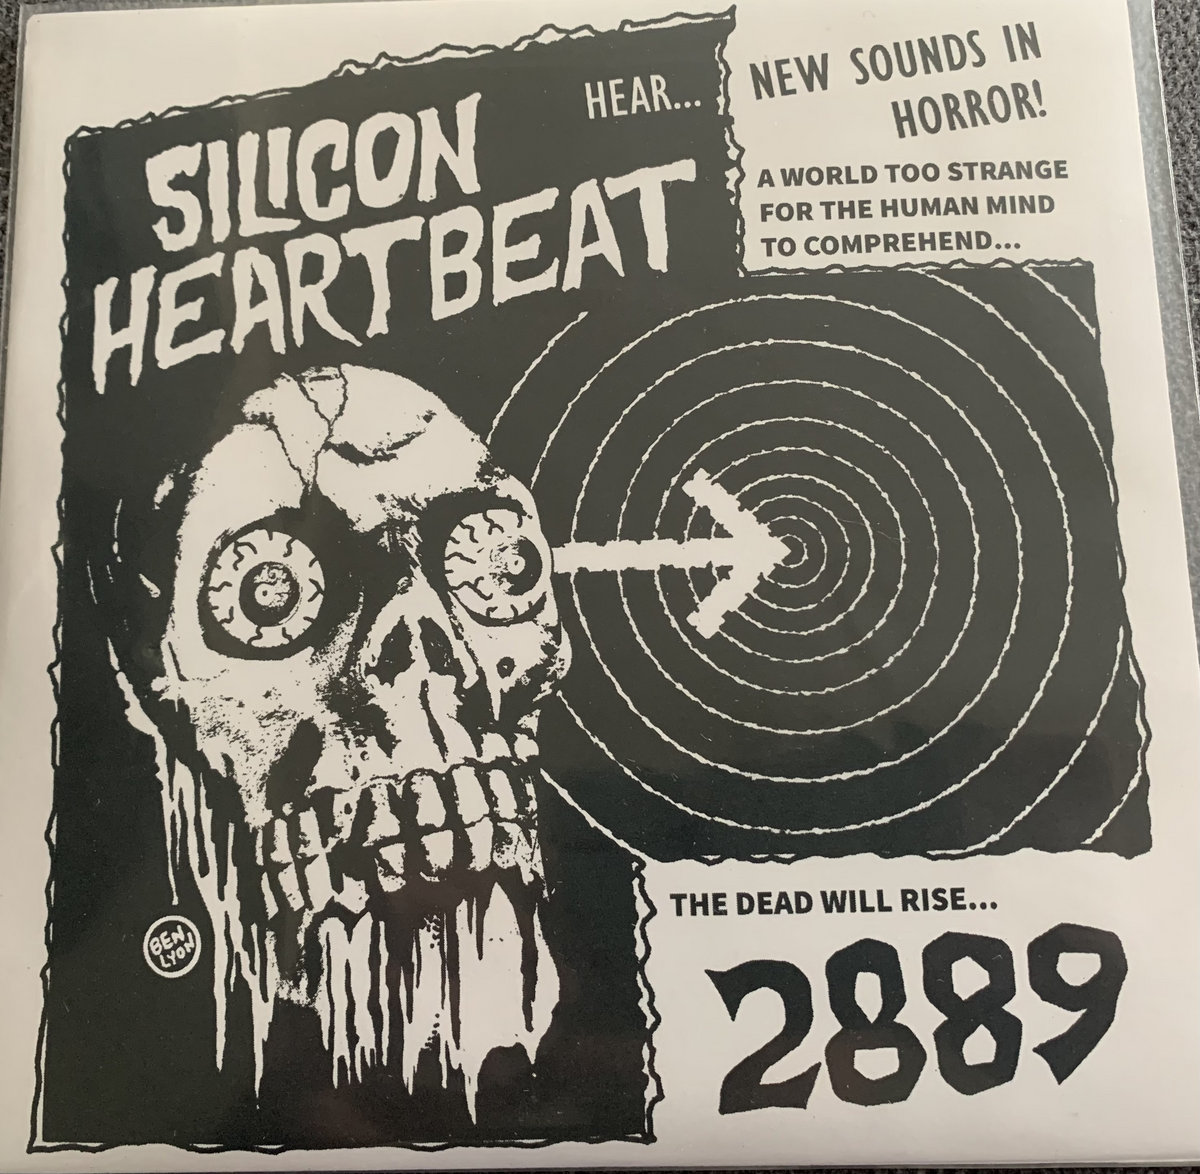 SILICON
HEARTBEAT
HEAR...
NEW SOUNDS IN
HORROR!
A WORLD TOO STRANGE
FOR THE HUMAN MIND
TO COMPREHEND...
BEN
LYON
THE DEAD WILL RISE...
2889